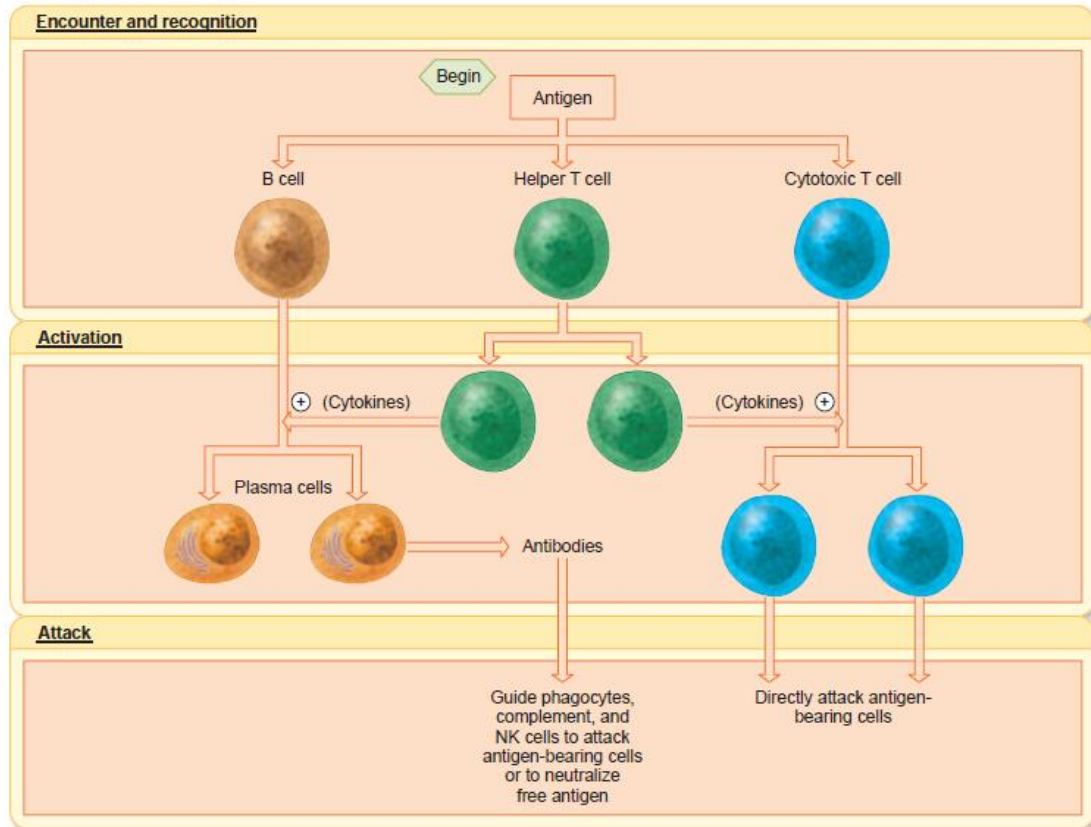 Encounter and recognition
Begin
Antigen
B cell
Helper T cell
Cytotoxic T cell
Activation
+ (Cytokines)
(Cytokines) +
Plasma cells
Antibodies
Attack
Guide phagocytes,
complement, and
NK cells to attack
antigen-bearing cells
or to neutralize
free antigen
Directly attack antigen-
bearing cells